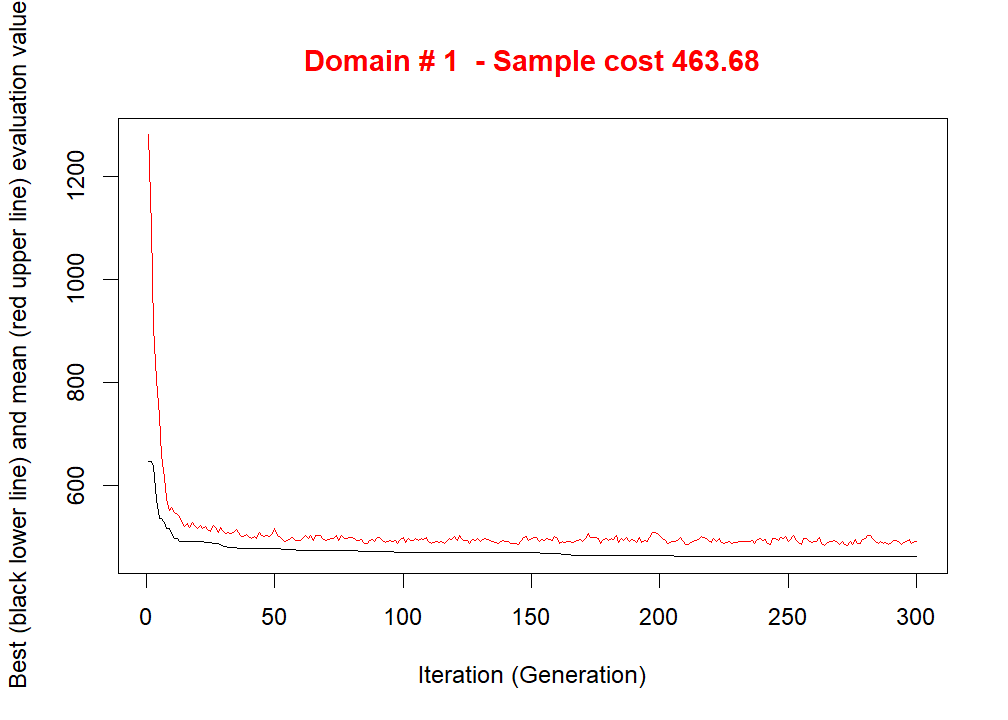 Domain # 1 - Sample cost 463.68
Best (black lower line) and mean (red upper line) evaluation value
1200
1000
800
600
0 50 100 150 200 250 300
Iteration (Generation)